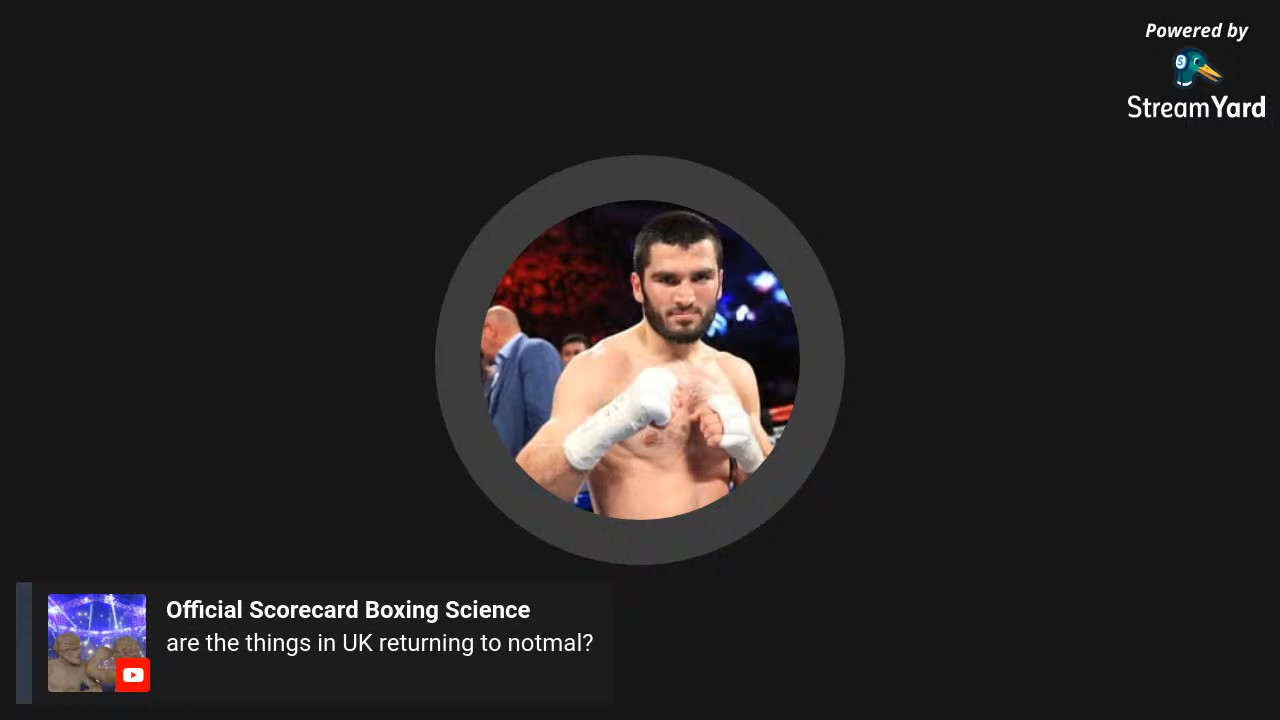 Powered by
StreamYard
Official Scorecard Boxing Science
are the things in UK returning to notmal?